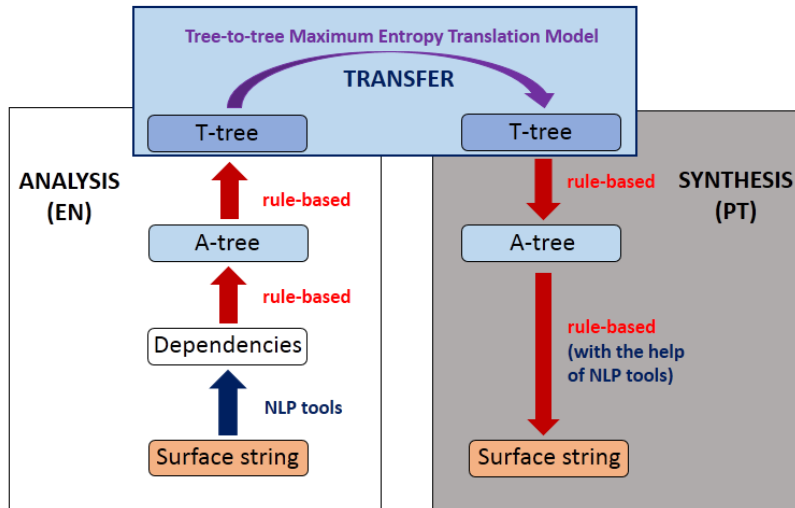 Tree-to-tree Maximum Entropy Translation Model
TRANSFER
T-tree
T-tree
ANALYSIS
(EN)
rule-based
rule-based
SYNTHESIS
(PT)
A-tree
A-tree
rule-based
rule-based
(with the help
of NLP tools)
Dependencies
NLP tools
Surface string
Surface string